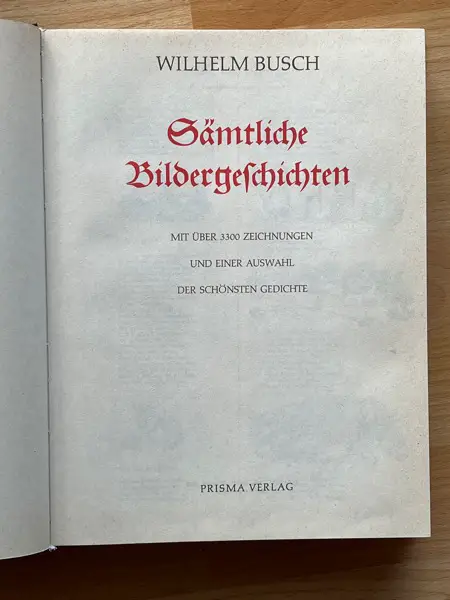 WILHELM BUSCH
Sämtliche
Bildergeſchichten
MIT ÜBER 3300 ZEICHNUNGEN
UND EINER AUSWAHL
DER SCHÖNSTEN GEDICHTE
PRISMA VERLAG